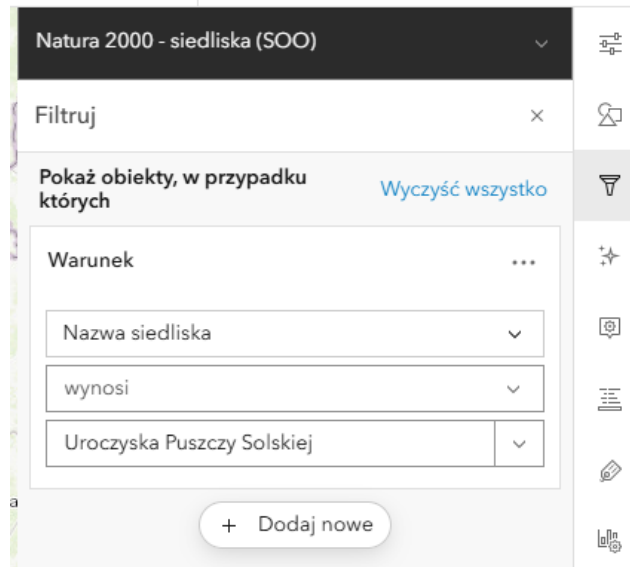 Natura 2000 - siedliska (SOO)
Filtruj
Pokaż obiekty, w przypadku
których
Wyczyść wszystko
Warunek
Nazwa siedliska
wynosi
Uroczyska Puszczy Solskiej
a
+ Dodaj nowe